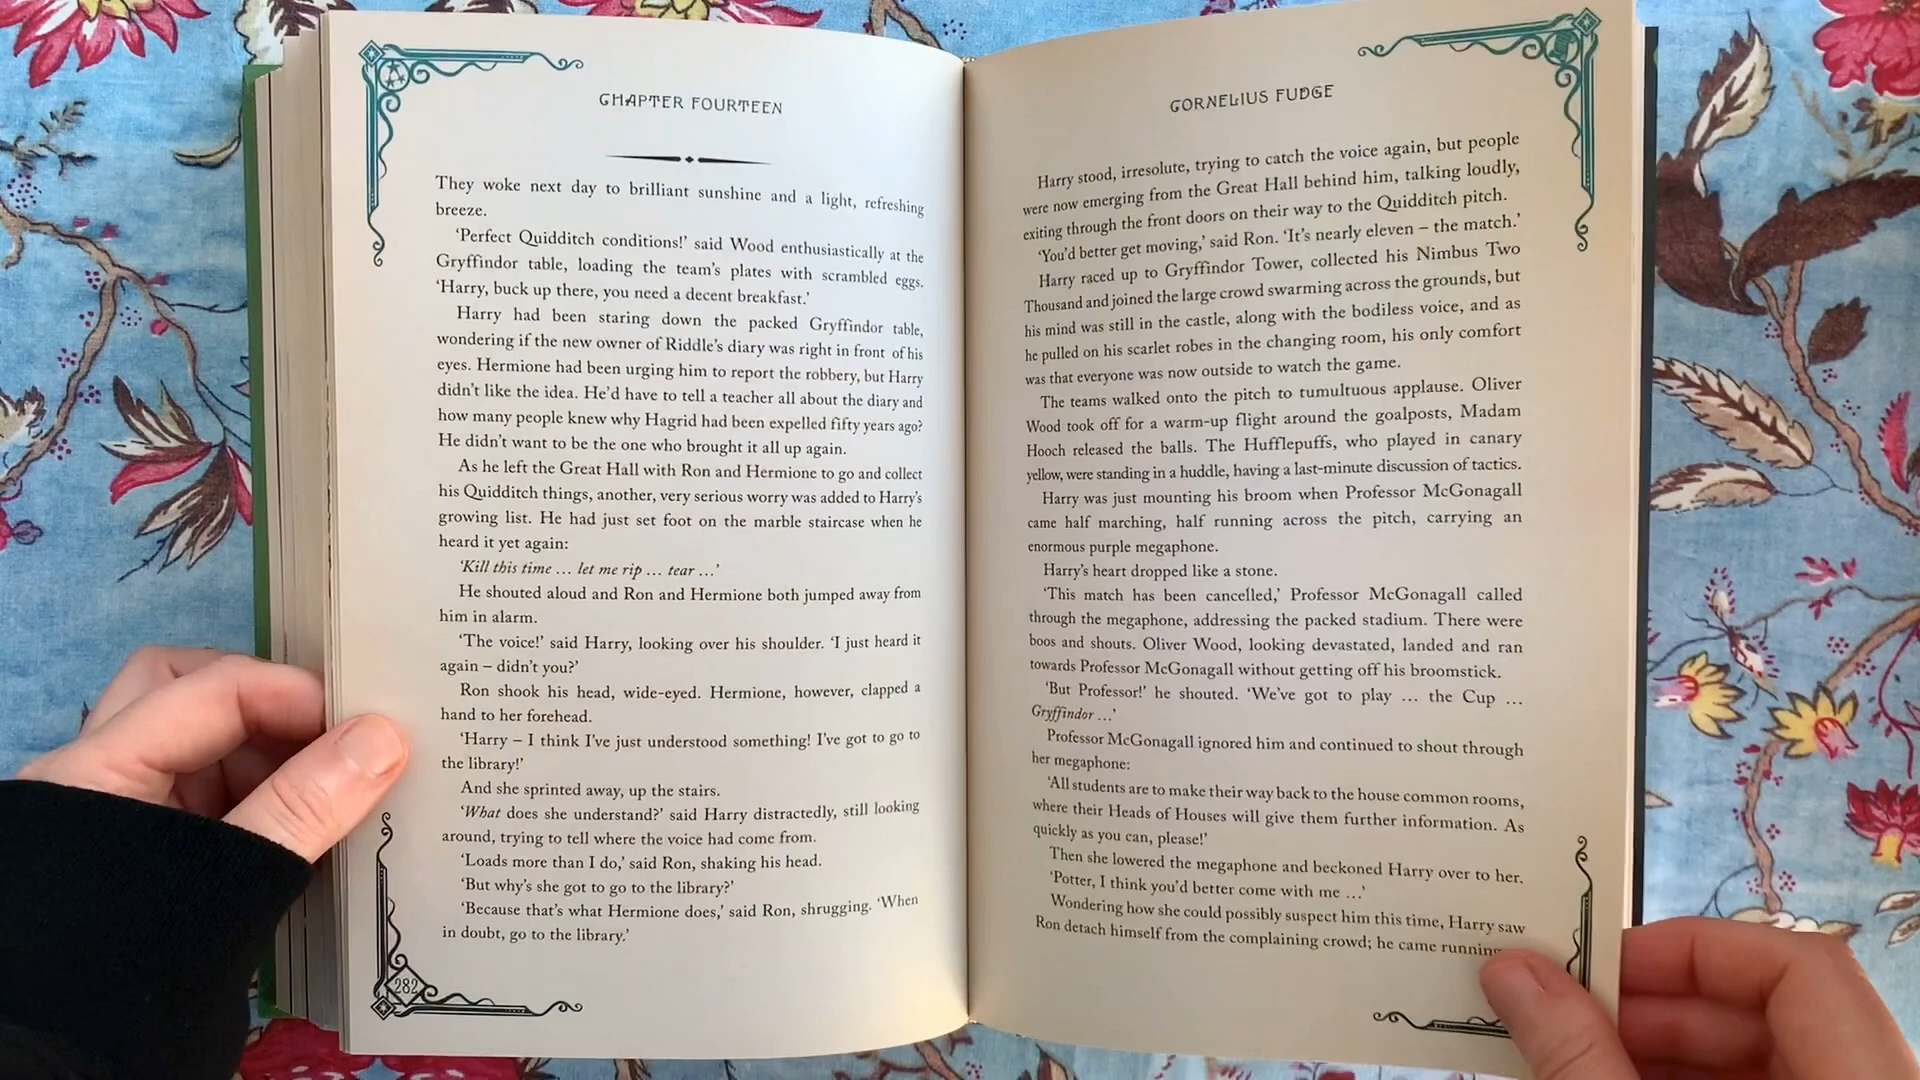 CHAPTER FOURTEEN
They woke next day to brilliant sunshine and a light, refreshing
breeze.
‘Perfect Quidditch conditions!’ said Wood enthusiastically at the
Gryffindor table, loading the team’s plates with scrambled eggs.
‘Harry, buck up there, you need a decent breakfast.’
Harry had been staring down the packed Gryffindor table,
wondering if the new owner of Riddle’s diary was right in front of his
eyes. Hermione had been urging him to report the robbery, but Harry
didn’t like the idea. He’d have to tell a teacher all about the diary and
how many people knew why Hagrid had been expelled fifty years ago?
He didn’t want to be the one who brought it all up again.
As he left the Great Hall with Ron and Hermione to go and collect
his Quidditch things, another, very serious worry was added to Harry’s
growing list. He had just set foot on the marble staircase when he
heard it yet again:
‘Kill this time … let me rip … tear …’
He shouted aloud and Ron and Hermione both jumped away from
him in alarm.
‘The voice!’ said Harry, looking over his shoulder. ‘I just heard it
again – didn’t you?’
Ron shook his head, wide-eyed. Hermione, however, clapped a
hand to her forehead.
‘Harry – I think I’ve just understood something! I’ve got to go to
the library!’
And she sprinted away, up the stairs.
‘What does she understand?’ said Harry distractedly, still looking
around, trying to tell where the voice had come from.
‘Loads more than I do,’ said Ron, shaking his head.
‘But why’s she got to go to the library?’
‘Because that’s what Hermione does,’ said Ron, shrugging. ‘When
in doubt, go to the library.’
282
CORNELIUS FUDGE
Harry stood, irresolute, trying to catch the voice again, but people
were now emerging from the Great Hall behind him, talking loudly,
exiting through the front doors on their way to the Quidditch pitch.
‘You’d better get moving,’ said Ron. ‘It’s nearly eleven – the match.’
Harry raced up to Gryffindor Tower, collected his Nimbus Two
Thousand and joined the large crowd swarming across the grounds, but
his mind was still in the castle, along with the bodiless voice, and as
he pulled on his scarlet robes in the changing room, his only comfort
was that everyone was now outside to watch the game.
The teams walked onto the pitch to tumultuous applause. Oliver
Wood took off for a warm-up flight around the goalposts, Madam
Hooch released the balls. The Hufflepuffs, who played in canary
yellow, were standing in a huddle, having a last-minute discussion of tactics.
Harry was just mounting his broom when Professor McGonagall
came half marching, half running across the pitch, carrying an
enormous purple megaphone.
Harry’s heart dropped like a stone.
‘This match has been cancelled,’ Professor McGonagall called
through the megaphone, addressing the packed stadium. There were
boos and shouts. Oliver Wood, looking devastated, landed and ran
towards Professor McGonagall without getting off his broomstick.
‘But Professor!’ he shouted. ‘We’ve got to play … the Cup …
Gryffindor …’
Professor McGonagall ignored him and continued to shout through
her megaphone:
‘All students are to make their way back to the house common rooms,
where their Heads of Houses will give them further information. As
quickly as you can, please!’
Then she lowered the megaphone and beckoned Harry over to her.
‘Potter, I think you’d better come with me …’
Wondering how she could possibly suspect him this time, Harry saw
Ron detach himself from the complaining crowd; he came running